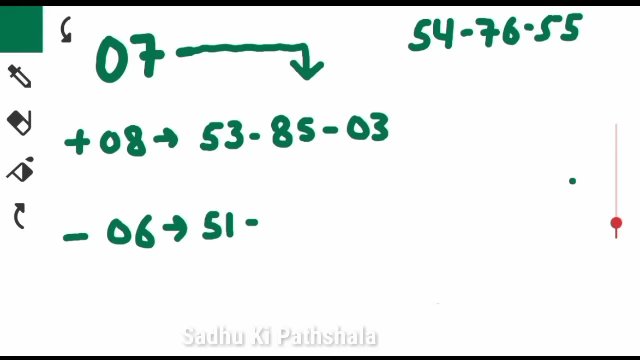 07 54-76-55
+08→ 53-85-03
- 06→ 51-
Sadhu Ki Pathshala